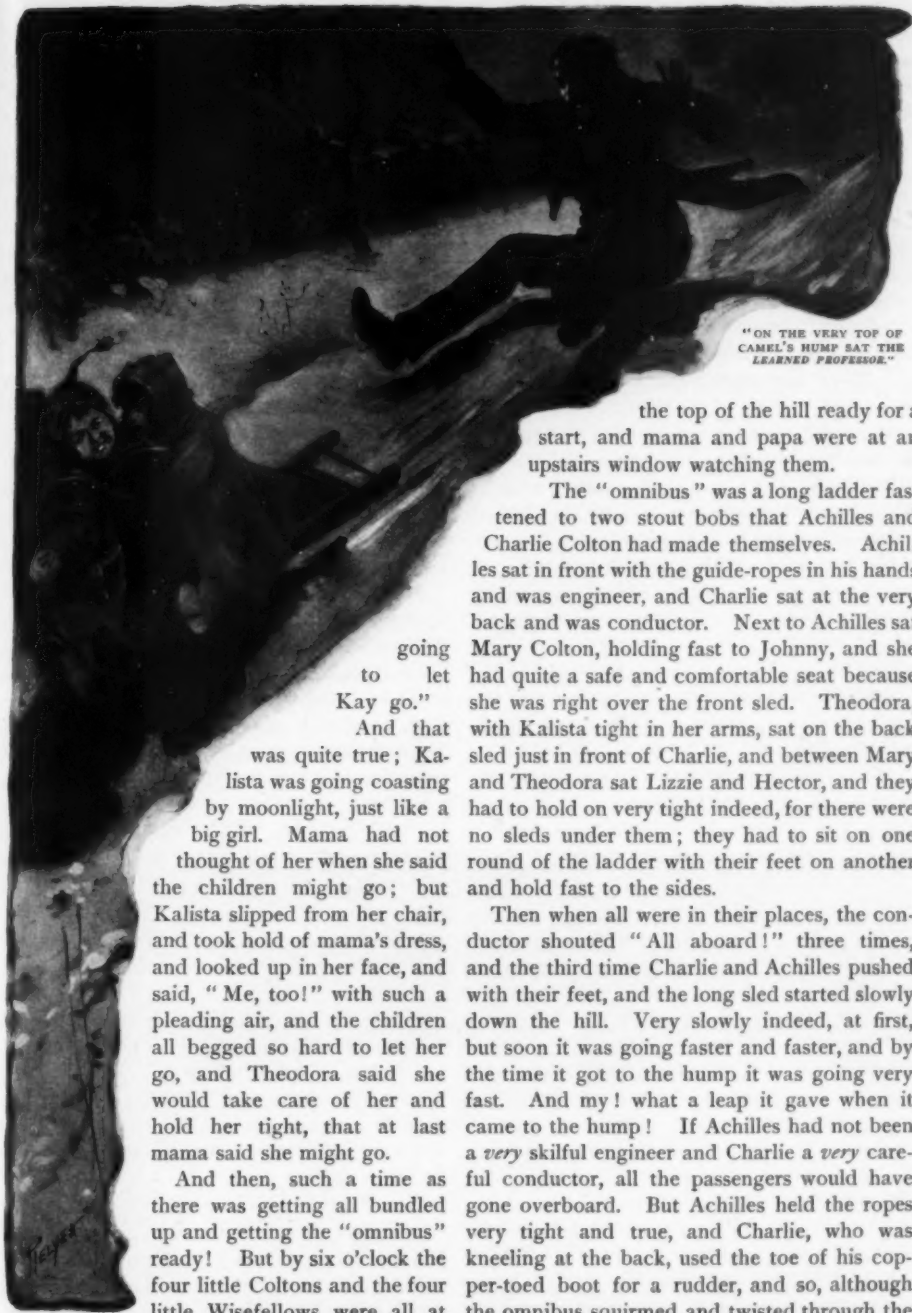 "ON THE VERY TOP OF
CAMEL'S HUMP SAT THE
LEARNED PROFESSOR."
going
to let
Kay go."
And that
was quite true; Ka-
lista was going coasting
by moonlight, just like a
big girl. Mama had not
thought of her when she said
the children might go; but
Kalista slipped from her chair,
and took hold of mama's dress,
and looked up in her face, and
said, "Me, too!" with such a
pleading air, and the children
all begged so hard to let her
go, and Theodora said she
would take care of her and
hold her tight, that at last
mama said she might go.
And then, such a time as
there was getting all bundled
up and getting the "omnibus"
ready! But by six o'clock the
four little Coltons and the four
little Wisefellows were all at
the top of the hill ready for a
start, and mama and papa were at an
upstairs window watching them.
The "omnibus" was a long ladder fas
tened to two stout bobs that Achilles and
Charlie Colton had made themselves. Achil
les sat in front with the guide-ropes in his hands
and was engineer, and Charlie sat at the very
back and was conductor. Next to Achilles sat
Mary Colton, holding fast to Johnny, and she
had quite a safe and comfortable seat because
she was right over the front sled. Theodora
with Kalista tight in her arms, sat on the back
sled just in front of Charlie, and between Mary
and Theodora sat Lizzie and Hector, and they
had to hold on very tight indeed, for there were
no sleds under them; they had to sit on one
round of the ladder with their feet on another
and hold fast to the sides.
Then when all were in their places, the con-
ductor shouted "All aboard!" three times,
and the third time Charlie and Achilles pushed
with their feet, and the long sled started slowly
down the hill. Very slowly indeed, at first,
but soon it was going faster and faster, and by
the time it got to the hump it was going very
fast. And my! what a leap it gave when it
came to the hump! If Achilles had not been
a very skilful engineer and Charlie a very care-
ful conductor, all the passengers would have
gone overboard. But Achilles held the ropes
very tight and true, and Charlie, who was
kneeling at the back, used the toe of his cop-
per-toed boot for a rudder, and so, although
the omnibus squirmed and twisted through the